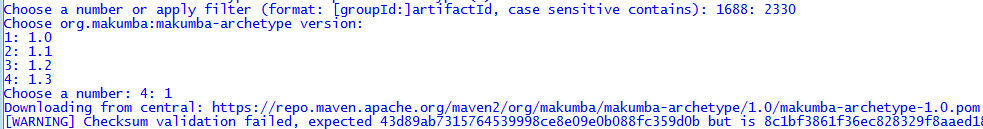 Choose a number or apply filter (format: [groupId:]artifactId, case sensitive contains): 1688: 2330
Choose org.makumba:makumba-archetype version:
1: 1.0
2: 1.1
3: 1.2
4: 1.3
Choose a number: 4: 1
Downloading from central: https://repo.maven.apache.org/maven2/org/makumba/makumba-archetype/1.0/makumba-archetype-1.0.pom
[WARNING] Checksum validation failed, expected 43d89ab7315764539998ce8e09e0b088fc359d0b but is 8c1bf3861f36ec828329f8aaed18